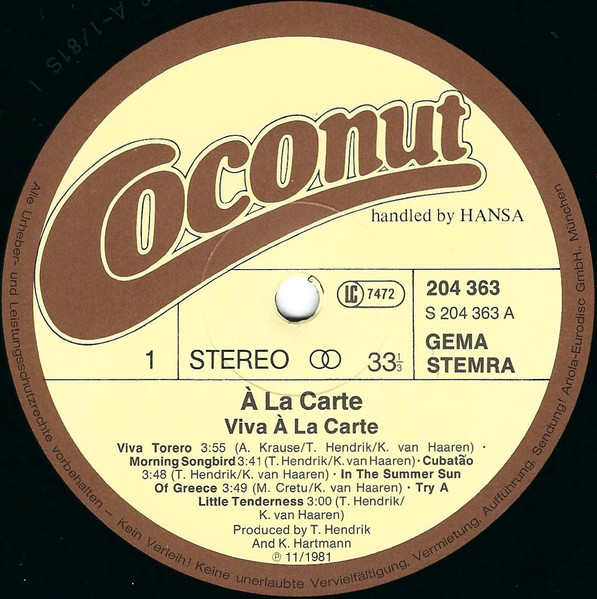 Coconut
handled by HANSA
LC 7472
204 363
S 204 363 A
1
STEREO
33 1/3
GEMA
STEMRA
À La Carte
Viva À La Carte
Viva Torero 3:55 (A. Krause/T. Hendrik/K. van Haaren) ·
Morning Songbird 3:41 (T. Hendrik/K. van Haaren) · Cubatão
3:48 (T. Hendrik/K. van Haaren) · In The Summer Sun
Of Greece 3:49 (M. Cretu/K. van Haaren) · Try A
Little Tenderness 3:00 (T. Hendrik/
K. van Haaren)
Produced by T. Hendrik
And K. Hartmann
℗ 11/1981
Alle Urheber- und Leistungsschutzrechte vorbehalten – Kein Verleih! Keine unerlaubte Vervielfältigung, Vermietung, Aufführung, Sendung! Ariola-Eurodisc GmbH., München